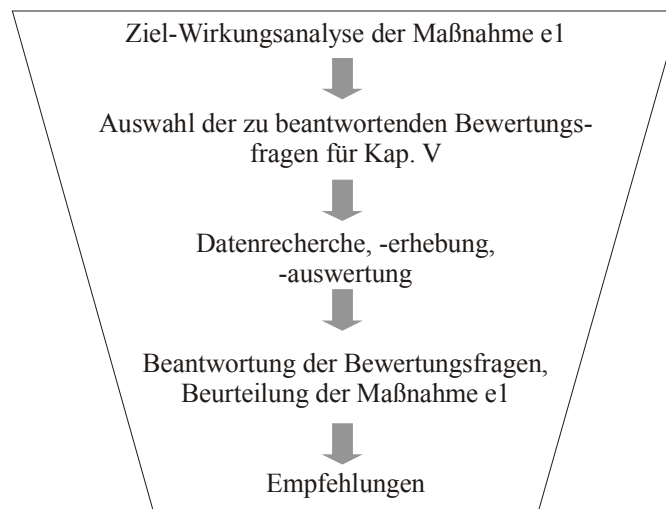 Ziel-Wirkungsanalyse der Maßnahme e1
Auswahl der zu beantwortenden Bewertungs-
fragen für Kap. V
Datenrecherche, -erhebung,
-auswertung
Beantwortung der Bewertungsfragen,
Beurteilung der Maßnahme e1
Empfehlungen